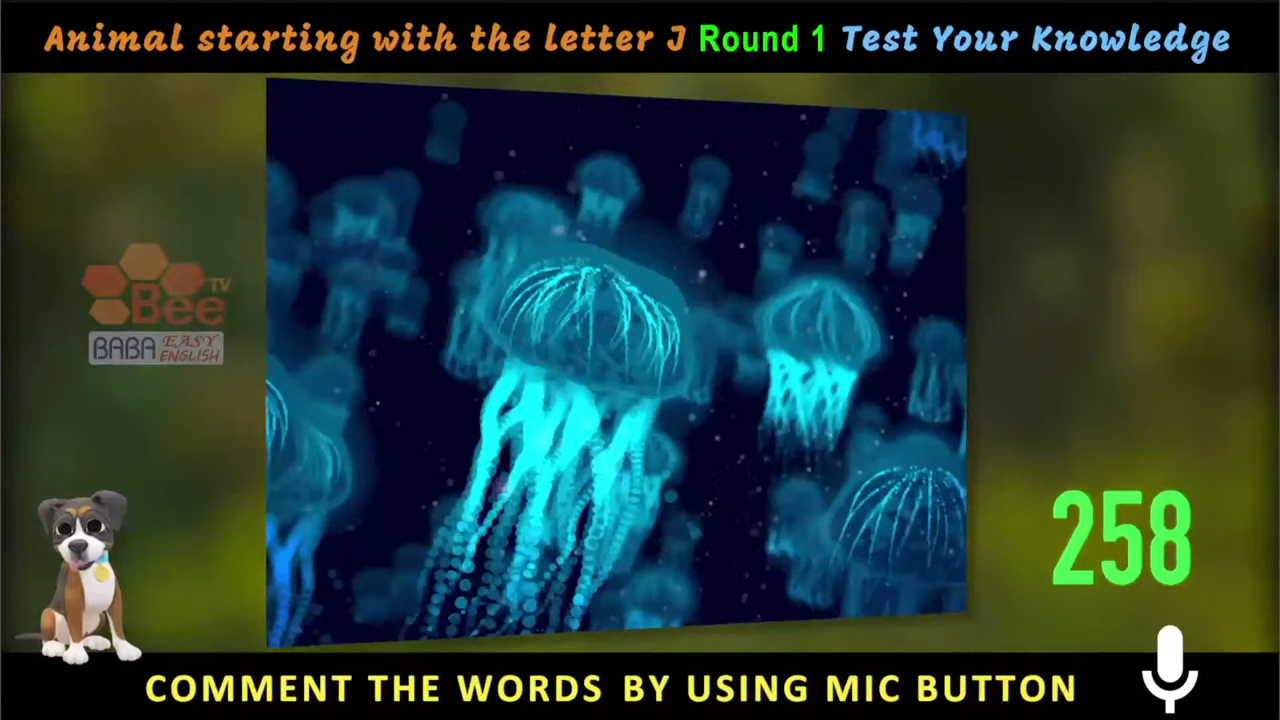 Animal starting with the letter J Round 1 Test Your Knowledge
Bee TV
BABA EASY ENGLISH
258
COMMENT THE WORDS BY USING MIC BUTTON